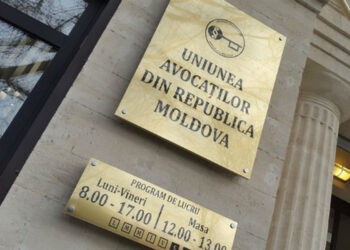 UNIUNEA
AVOCAȚILOR
DIN REPUBLICA
MOLDOVA
PROGRAM DE LUCRU
Luni-Vineri Masa
8.00 - 17.00 12.00 - 13.00